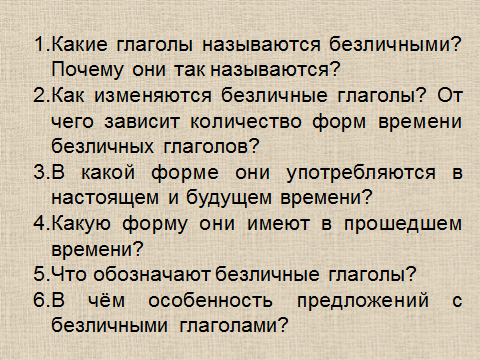 1.Какие глаголы называются безличными?
Почему они так называются?
2.Как изменяются безличные глаголы? От
чего зависит количество форм времени
безличных глаголов?
3.В какой форме они употребляются в
настоящем и будущем времени?
4.Какую форму они имеют в прошедшем
времени?
5.Что обозначают безличные глаголы?
6.В чём особенность предложений с
безличными глаголами?